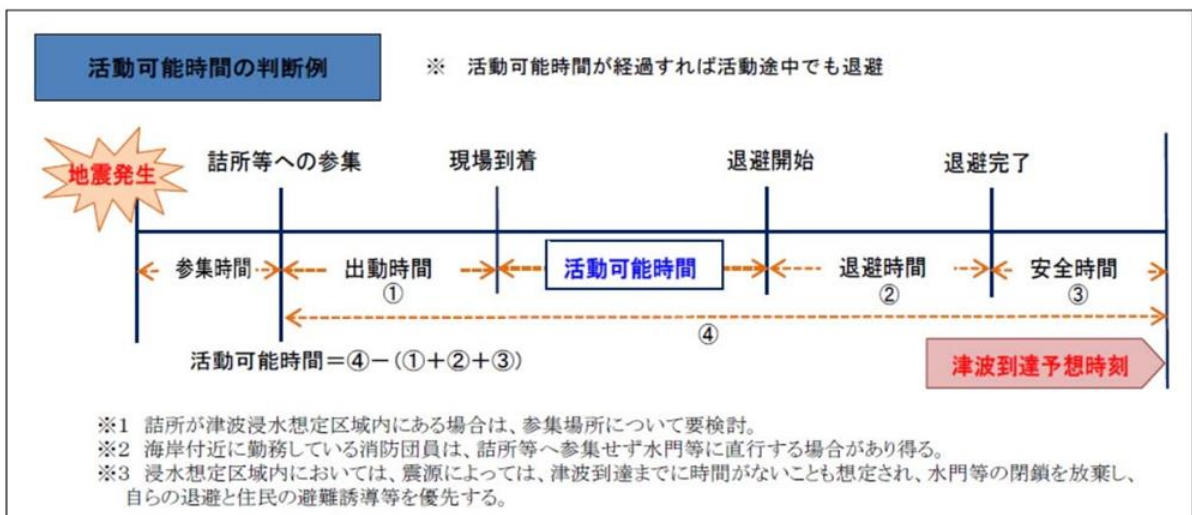 活動可能時間の判断例
※　活動可能時間が経過すれば活動途中でも退避
地震発生
詰所等への参集
現場到着
退避開始
退避完了
参集時間
出動時間
①
活動可能時間
退避時間
②
安全時間
③
④
活動可能時間＝④－(①＋②＋③)
津波到達予想時刻
※1　詰所が津波浸水想定区域内にある場合は、参集場所について要検討。
※2　海岸付近に勤務している消防団員は、詰所等へ参集せず水門等に直行する場合があり得る。
※3　浸水想定区域内においては、震源によっては、津波到達までに時間がないことも想定され、水門等の閉鎖を放棄し、
自らの退避と住民の避難誘導等を優先する。